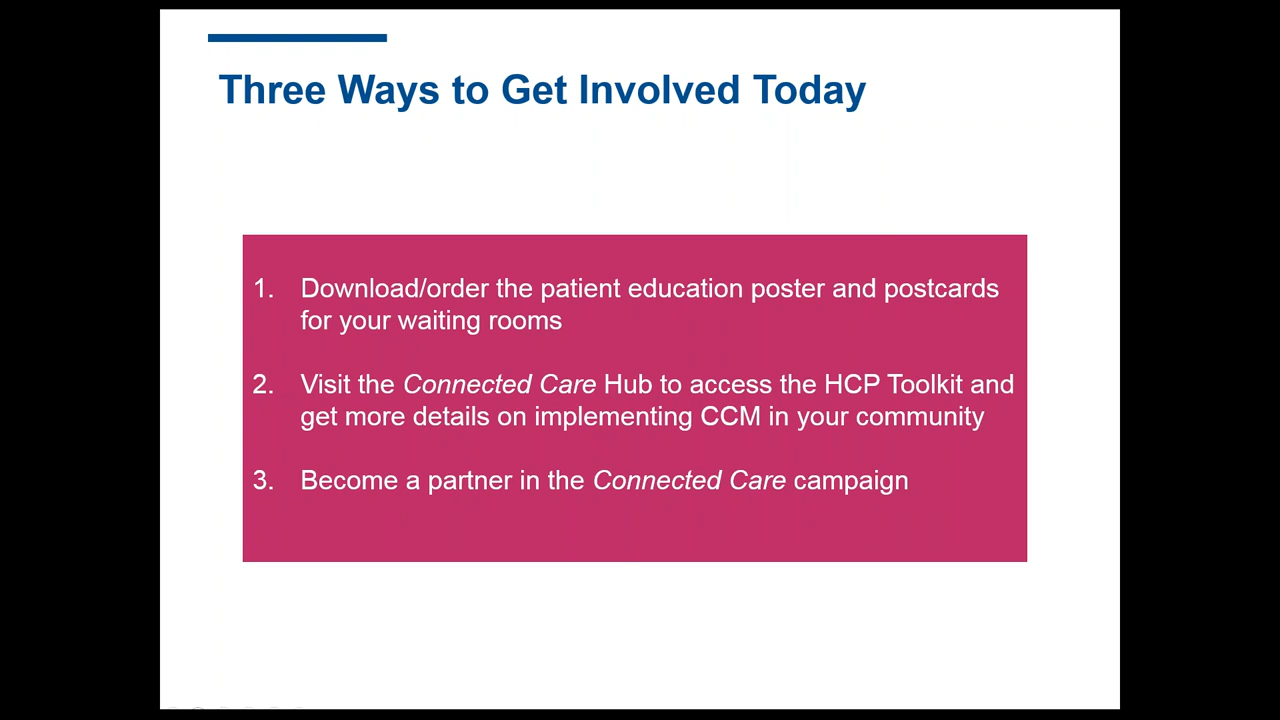 Three Ways to Get Involved Today
1. Download/order the patient education poster and postcards
for your waiting rooms
2. Visit the Connected Care Hub to access the HCP Toolkit and
get more details on implementing CCM in your community
3. Become a partner in the Connected Care campaign